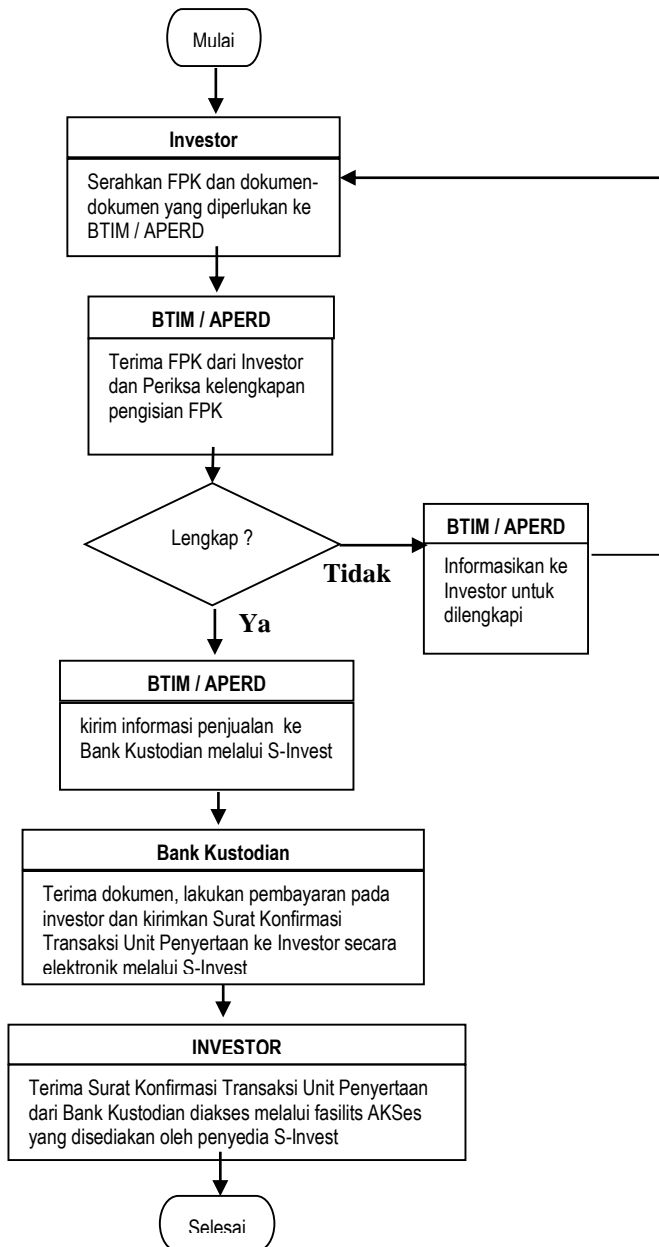 Mulai
Investor
Serahkan FPK dan dokumen-
dokumen yang diperlukan ke
BTIM / APERD
BTIM / APERD
Terima FPK dari Investor
dan Periksa kelengkapan
pengisian FPK
Lengkap ?
Tidak
BTIM / APERD
Informasikan ke
Investor untuk
dilengkapi
Ya
BTIM / APERD
kirim informasi penjualan ke
Bank Kustodian melalui S-Invest
Bank Kustodian
Terima dokumen, lakukan pembayaran pada
investor dan kirimkan Surat Konfirmasi
Transaksi Unit Penyertaan ke Investor secara
elektronik melalui S-Invest
INVESTOR
Terima Surat Konfirmasi Transaksi Unit Penyertaan
dari Bank Kustodian diakses melalui fasilits AKSes
yang disediakan oleh penyedia S-Invest
Selesai